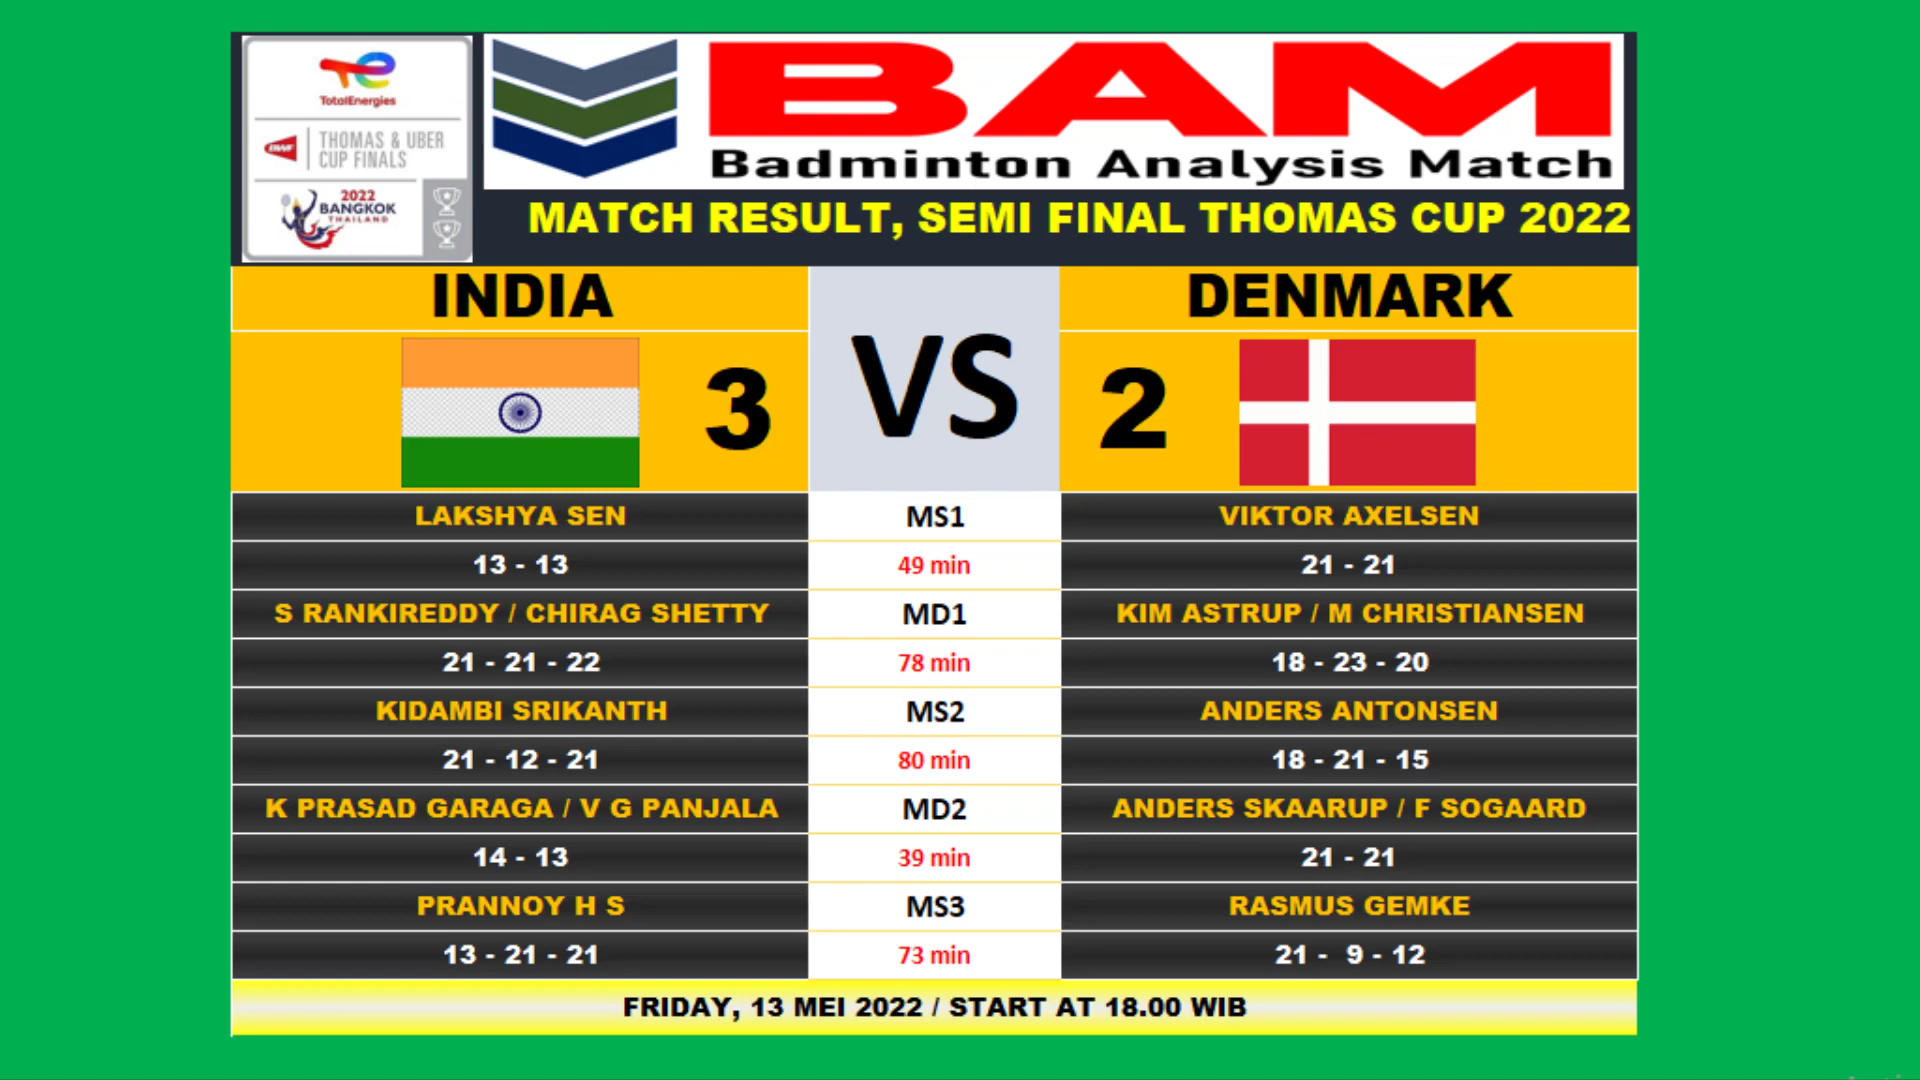 TotalEnergies
BWF
THOMAS & UBER
CUP FINALS
2022
BANGKOK
THAILAND
BAM
Badminton Analysis Match
MATCH RESULT, SEMI FINAL THOMAS CUP 2022
INDIA
VS
DENMARK
3
2
LAKSHYA SEN MS1 VIKTOR AXELSEN
13 - 13 49 min 21 - 21
S RANKIREDDY / CHIRAG SHETTY MD1 KIM ASTRUP / M CHRISTIANSEN
21 - 21 - 22 78 min 18 - 23 - 20
KIDAMBI SRIKANTH MS2 ANDERS ANTONSEN
21 - 12 - 21 80 min 18 - 21 - 15
K PRASAD GARAGA / V G PANJALA MD2 ANDERS SKAARUP / F SOGAARD
14 - 13 39 min 21 - 21
PRANNOY H S MS3 RASMUS GEMKE
13 - 21 - 21 73 min 21 - 9 - 12
FRIDAY, 13 MEI 2022 / START AT 18.00 WIB